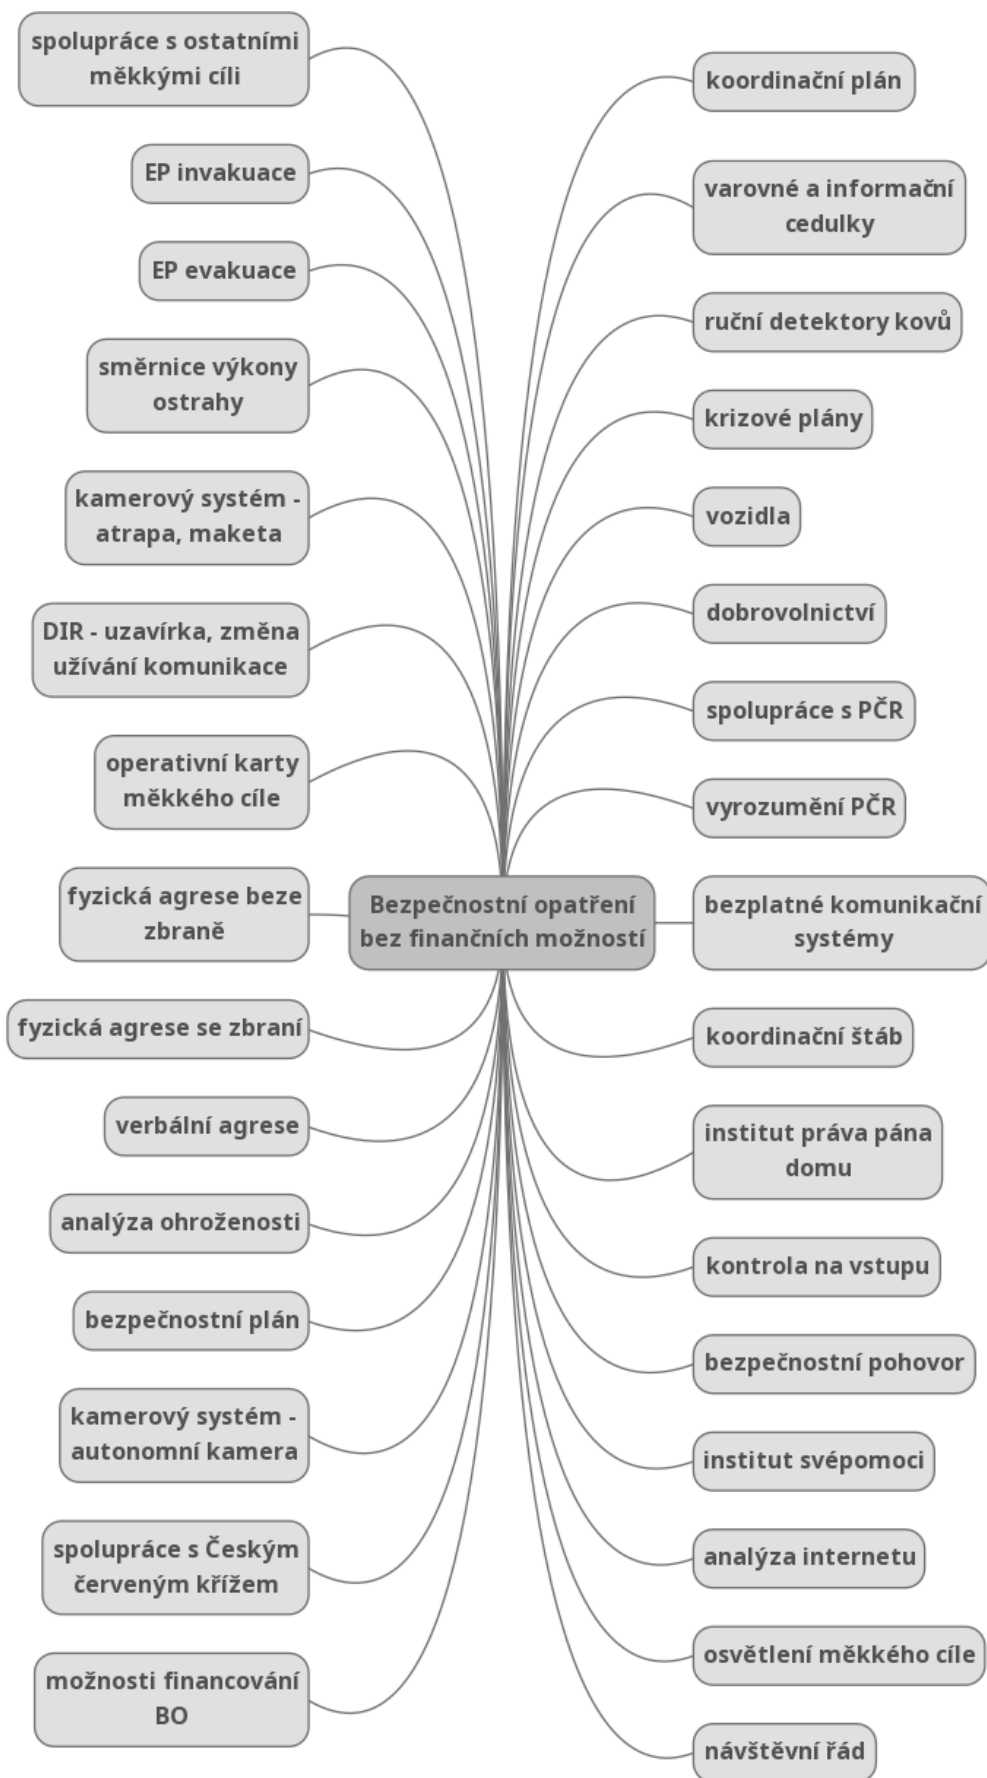 spolupráce s ostatními
měkkými cíli
EP invakuace
EP evakuace
směrnice výkony
ostrahy
kamerový systém -
atrapa, maketa
DIR - uzavírka, změna
užívání komunikace
operativní karty
měkkého cíle
fyzická agrese beze
zbraně
fyzická agrese se zbraní
verbální agrese
analýza ohroženosti
bezpečnostní plán
kamerový systém -
autonomní kamera
spolupráce s Českým
červeným křížem
možnosti financování
BO
Bezpečnostní opatření
bez finančních možností
koordinační plán
varovné a informační
cedulky
ruční detektory kovů
krizové plány
vozidla
dobrovolnictví
spolupráce s PČR
vyrozumění PČR
bezplatné komunikační
systémy
koordinační štáb
institut práva pána
domu
kontrola na vstupu
bezpečnostní pohovor
institut svépomoci
analýza internetu
osvětlení měkkého cíle
návštěvní řád